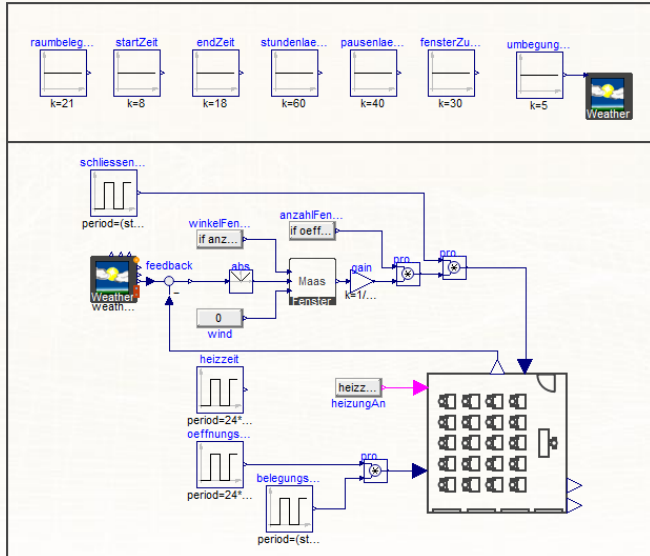 raumbeleg...
startZeit
endZeit
stundenlae...
pausenlae...
fensterZu...
umbegung...
k=21
k=8
k=18
k=60
k=40
k=30
k=5
Weather
schliessen...
period=(st...
winkelFen...
if anz...
anzahlFen...
if oeff...
feedback
abs
Maas
Fenster
gain
k=1/...
pro...
pro...
Weather
weath...
0
wind
heizzeit
period=24*...
heizz...
heizungAn
oeffnungs...
period=24*...
pro...
belegungs...
period=(st...